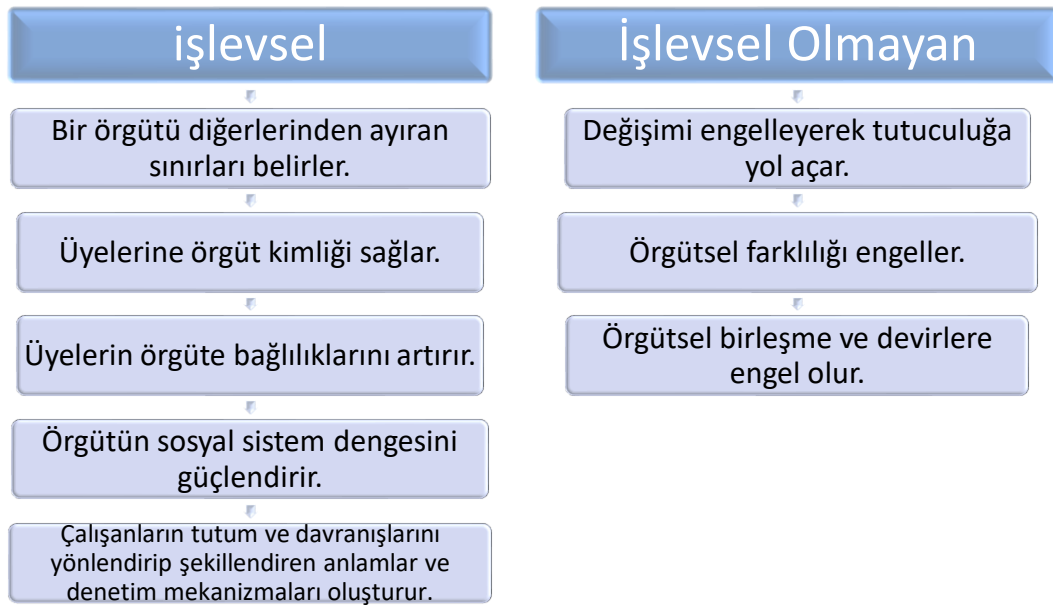 işlevsel
Bir örgütü diğerlerinden ayıran
sınırları belirler.
Üyelerine örgüt kimliği sağlar.
Üyelerin örgüte bağlılıklarını artırır.
Örgütün sosyal sistem dengesini
güçlendirir.
Çalışanların tutum ve davranışlarını
yönlendirip şekillendiren anlamlar ve
denetim mekanizmaları oluşturur.
İşlevsel Olmayan
Değişimi engelleyerek tutuculuğa
yol açar.
Örgütsel farklılığı engeller.
Örgütsel birleşme ve devirlere
engel olur.